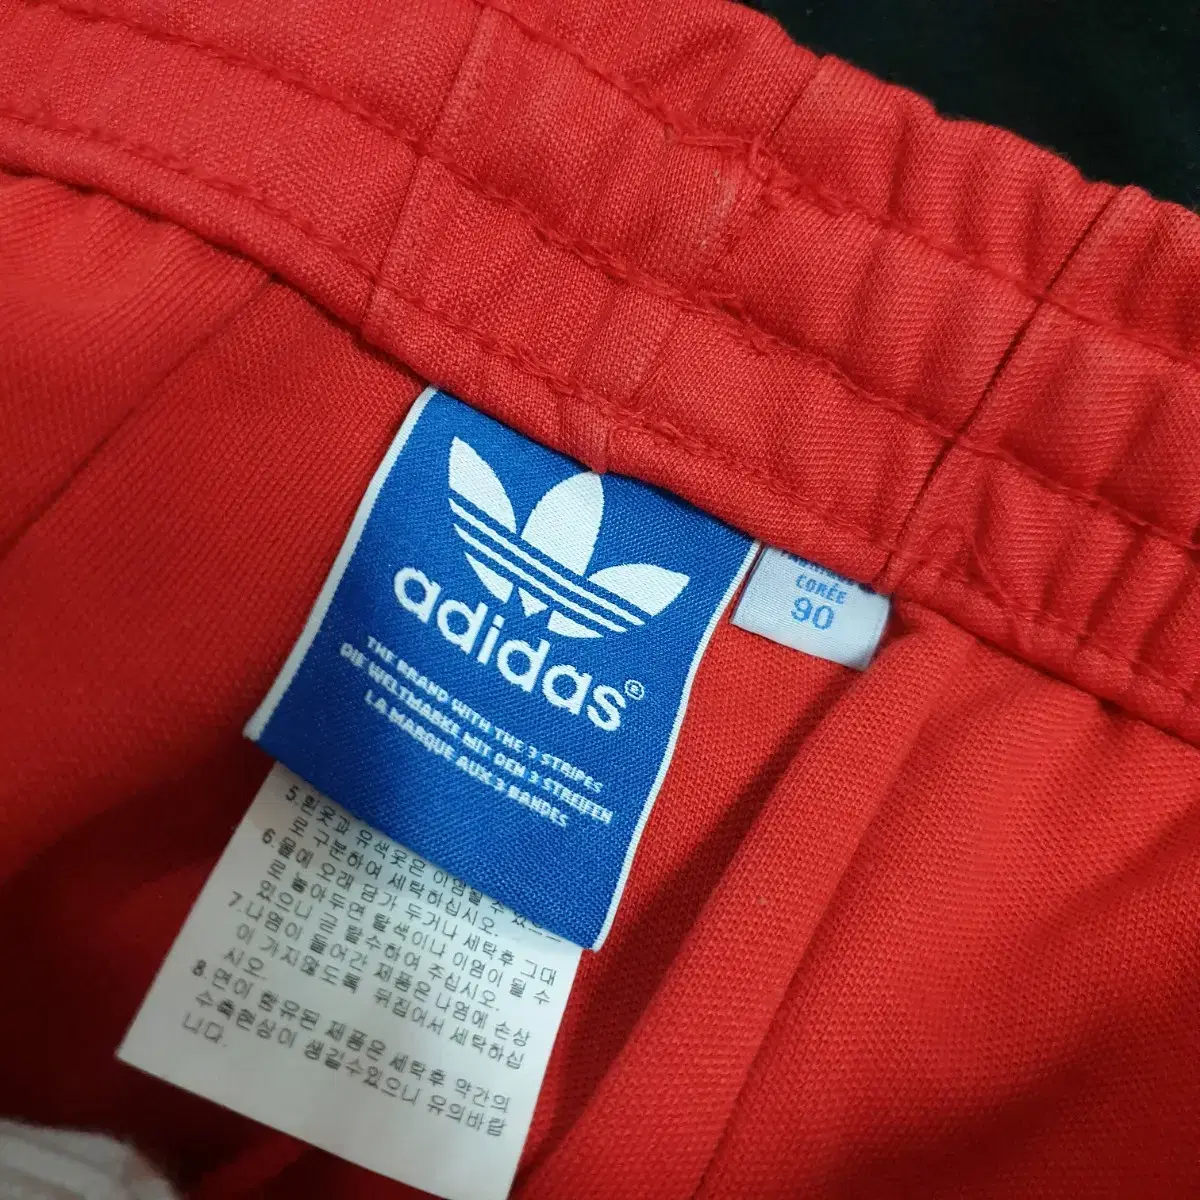 adidas®
THE BRAND WITH THE 3 STRIPES
DIE WELTMARKE MIT DEN 3 STREIFEN
LA MARQUE AUX 3 BANDES
CORÉE
90
5. 흰옷과 유색옷은 이염될 수 있으므
로 구분하여 세탁하십시오.
6. 물에 오래 담가 두거나 세탁후 그대
로 놓아두면 탈색이나 이염이 될 수
있으니 건조하여 주십시오.
7. 나염이 들어간 제품은 나염에 손상
이 가지않도록 뒤집어서 세탁하십
시오.
8. 면이 함유된 제품은 세탁후 약간의
수축현상이 생길수있으니 유의바랍
니다.